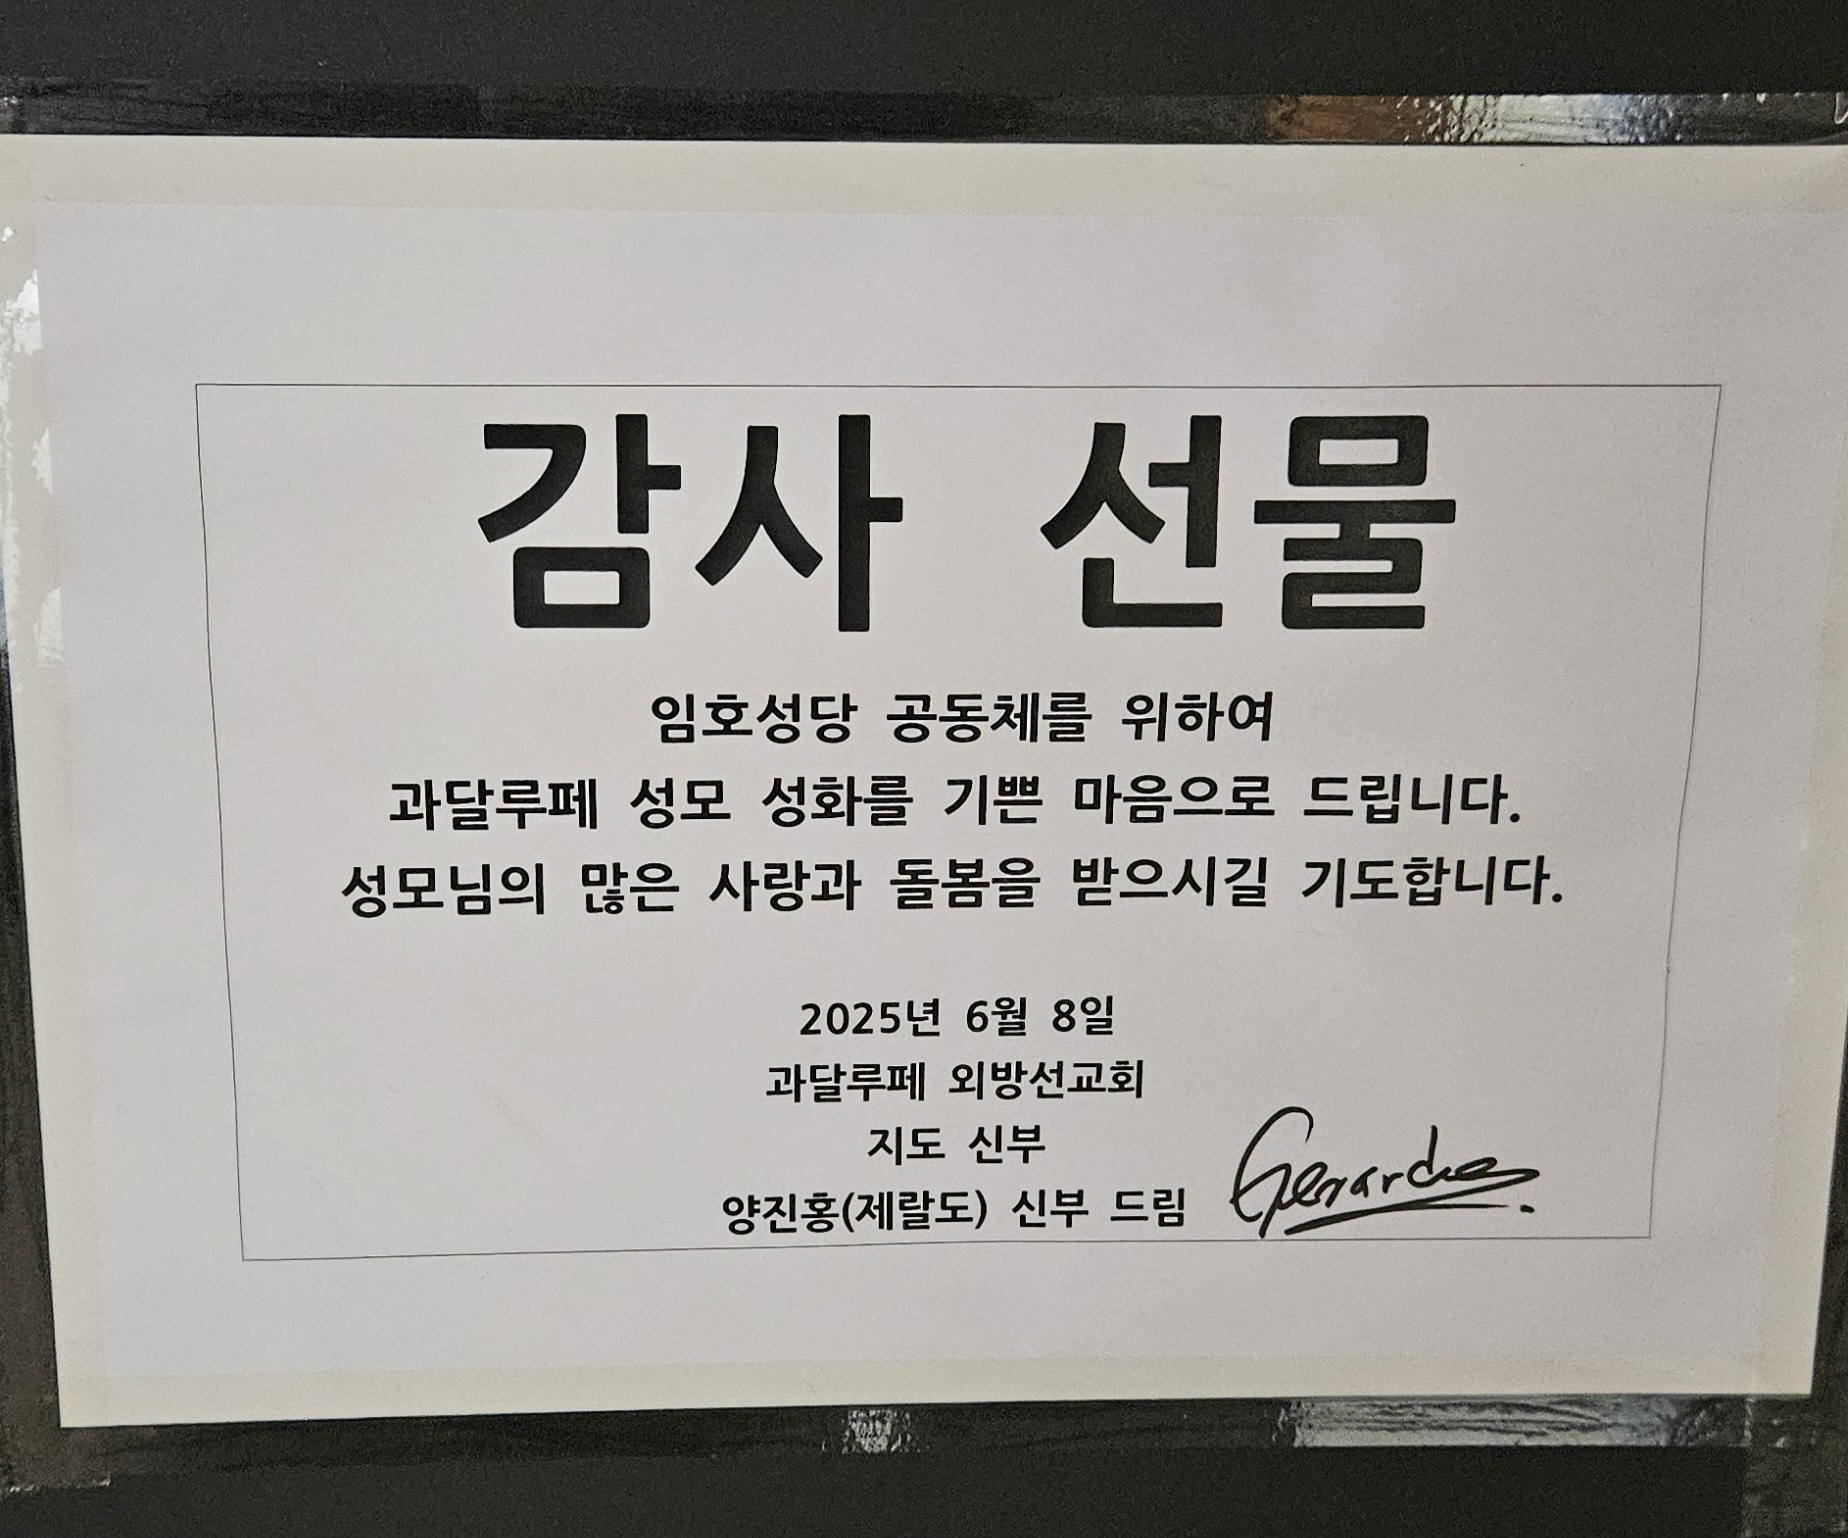 감사 선물
임호성당 공동체를 위하여
과달루페 성모 성화를 기쁜 마음으로 드립니다.
성모님의 많은 사랑과 돌봄을 받으시길 기도합니다.
2025년 6월 8일
과달루페 외방선교회
지도 신부
양진홍(제랄도) 신부 드림